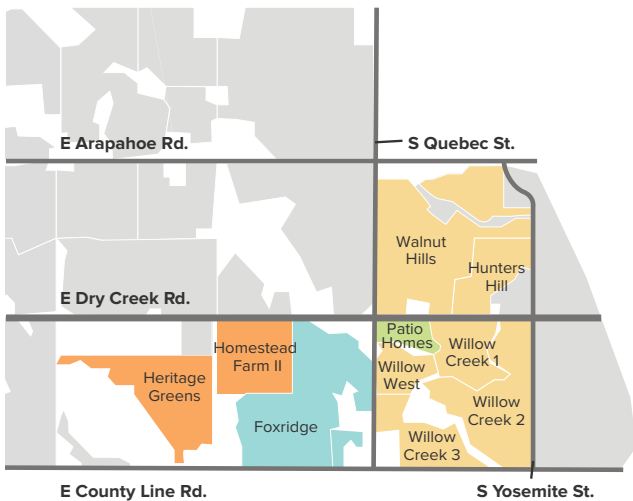 E Arapahoe Rd.
S Quebec St.
Walnut
Hills
Hunters
Hill
E Dry Creek Rd.
Patio
Homes
Homestead
Farm II
Willow
Creek 1
Heritage
Greens
Willow
West
Foxridge
Willow
Creek 2
Willow
Creek 3
E County Line Rd.
S Yosemite St.